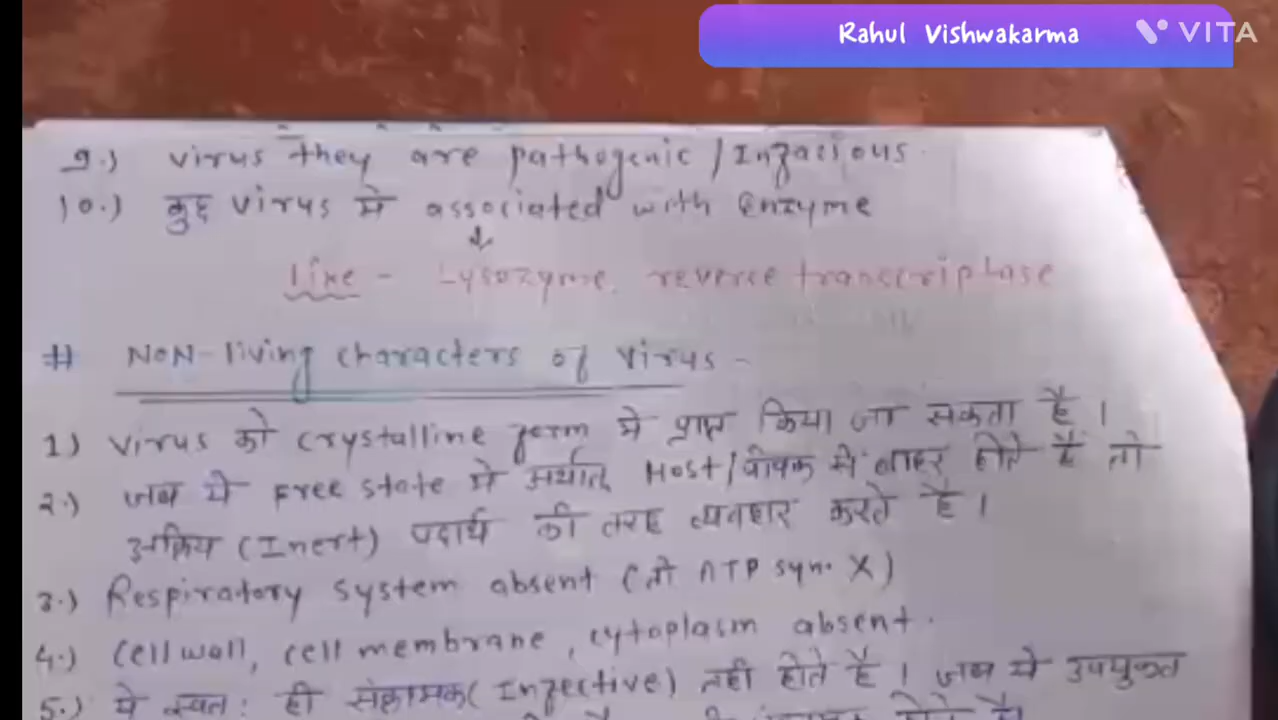 Rahul Vishwakarma VITA
9.) virus they are pathogenic / Infacious.
10.) कुछ virus मे associated with Enzyme
Like - Lysozyme, reverse transcriptase
# NON-living characters of virus -
1) virus को crystalline form मे प्राप्त किया जा सकता है।
2.) जब ये Free state मे अर्थात Host/पोषक मे बाहर होते है तो
अक्रिय (Inert) पदार्थ की तरह व्यवहार करते है।
3.) Respiratory system absent (तो ATP syn. X)
4.) cell wall, cell membrane, cytoplasm absent.
5.) ये स्वत: ही संक्रामक (Infective) नही होते है। जब ये उपयुक्त